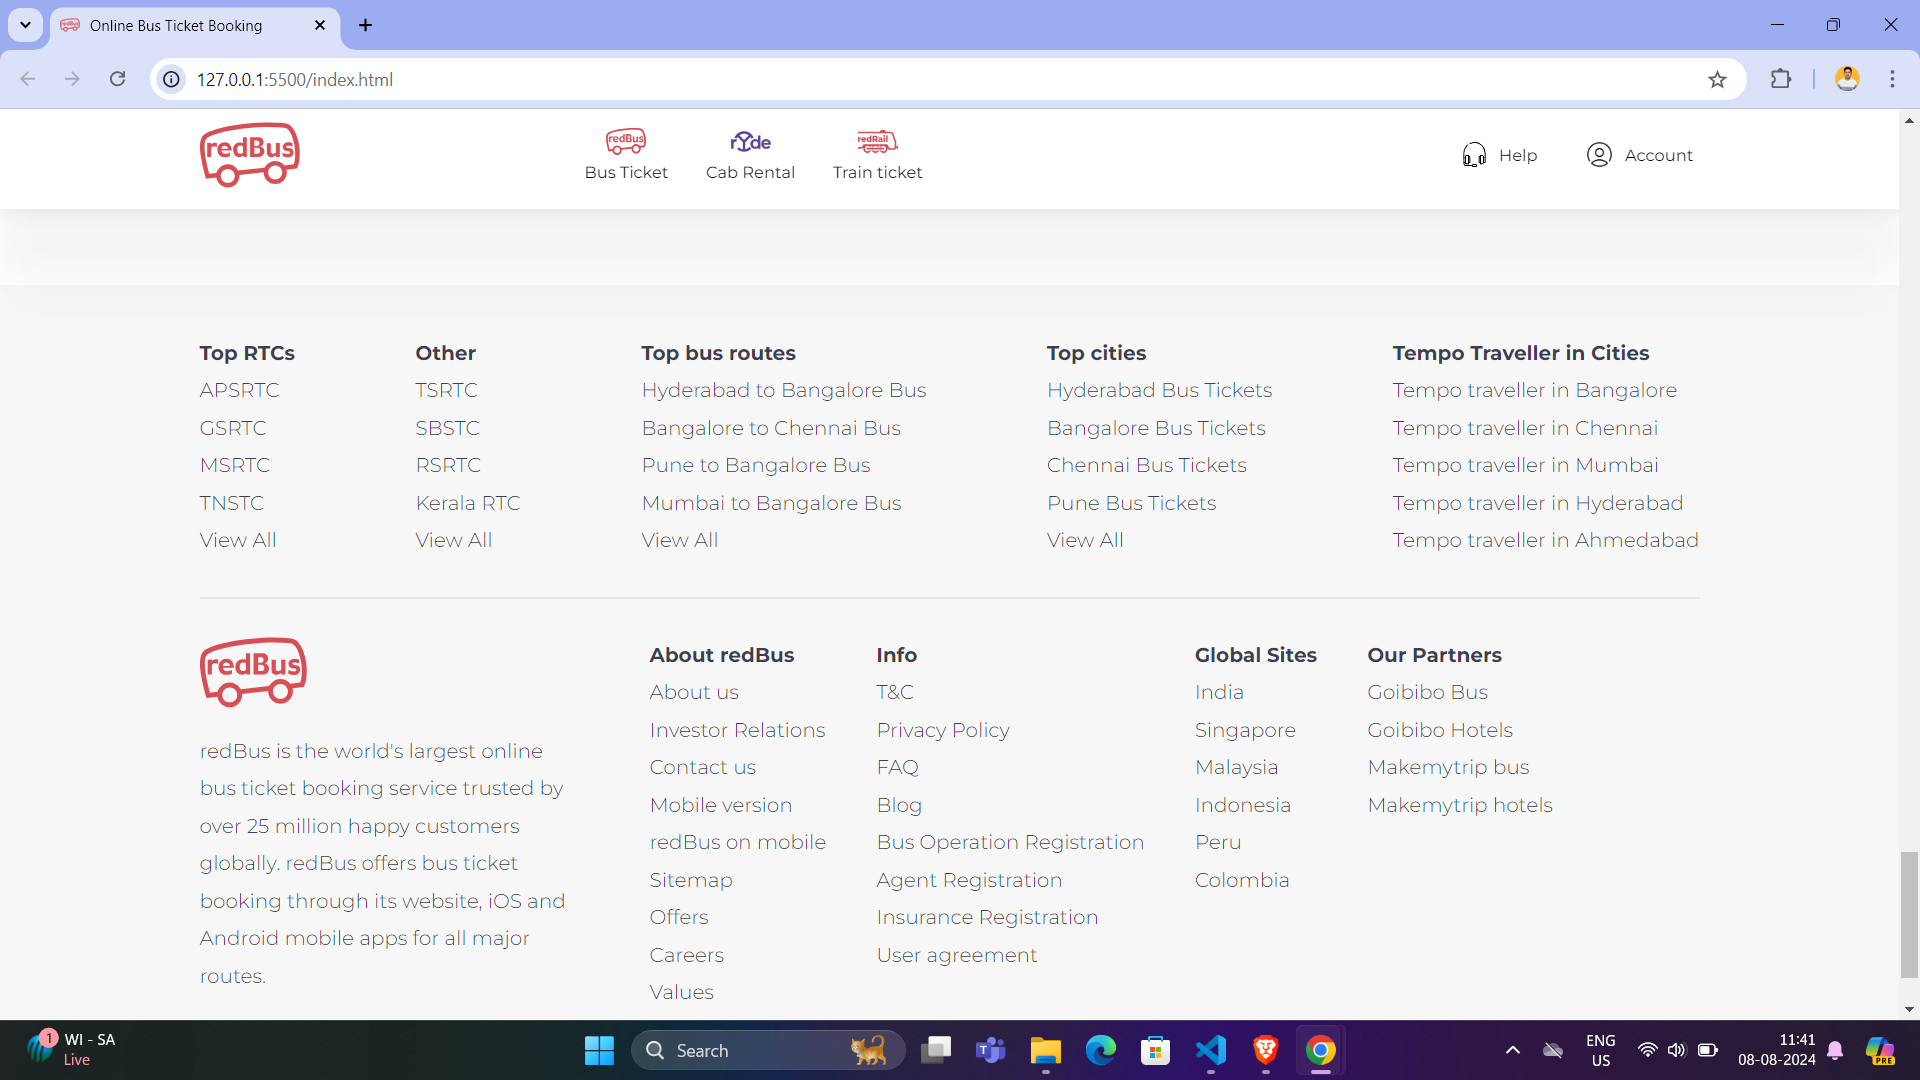 Online Bus Ticket Booking
127.0.0.1:5500/index.html
redBus
redBus
Bus Ticket
rYde
Cab Rental
redRail
Train ticket
Help
Account
Top RTCs
APSRTC
GSRTC
MSRTC
TNSTC
View All
Other
TSRTC
SBSTC
RSRTC
Kerala RTC
View All
Top bus routes
Hyderabad to Bangalore Bus
Bangalore to Chennai Bus
Pune to Bangalore Bus
Mumbai to Bangalore Bus
View All
Top cities
Hyderabad Bus Tickets
Bangalore Bus Tickets
Chennai Bus Tickets
Pune Bus Tickets
View All
Tempo Traveller in Cities
Tempo traveller in Bangalore
Tempo traveller in Chennai
Tempo traveller in Mumbai
Tempo traveller in Hyderabad
Tempo traveller in Ahmedabad
redBus
redBus is the world's largest online
bus ticket booking service trusted by
over 25 million happy customers
globally. redBus offers bus ticket
booking through its website, iOS and
Android mobile apps for all major
routes.
About redBus
About us
Investor Relations
Contact us
Mobile version
redBus on mobile
Sitemap
Offers
Careers
Values
Info
T&C
Privacy Policy
FAQ
Blog
Bus Operation Registration
Agent Registration
Insurance Registration
User agreement
Global Sites
India
Singapore
Malaysia
Indonesia
Peru
Colombia
Our Partners
Goibibo Bus
Goibibo Hotels
Makemytrip bus
Makemytrip hotels
1
WI - SA
Live
Search
ENG
US
11:41
08-08-2024
PRE